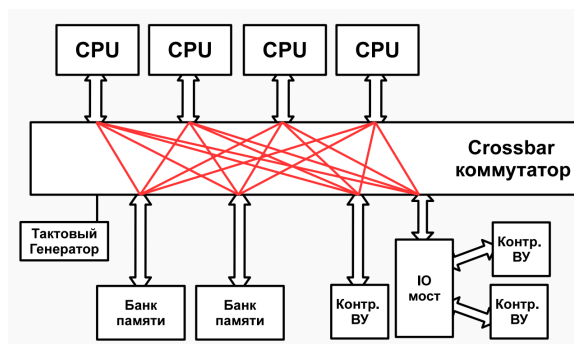 CPU
CPU
CPU
CPU
Crossbar
коммутатор
Тактовый
Генератор
Банк
памяти
Банк
памяти
Контр.
ВУ
IO
мост
Контр.
ВУ
Контр.
ВУ